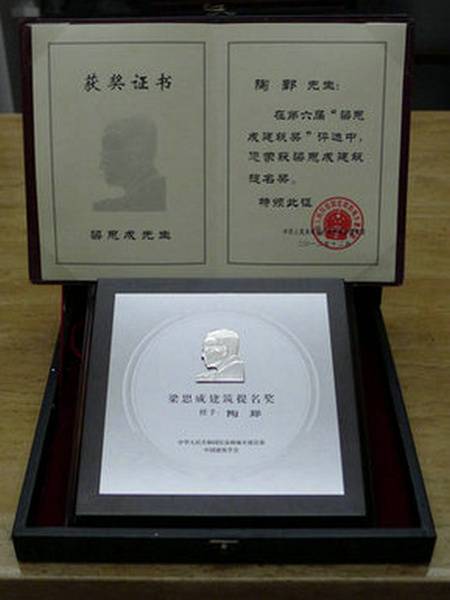 获奖证书
梁思成先生
陶郅 先生:
在第六届“梁思
成建筑奖”评选中,
您荣获梁思成建筑
提名奖。
特颁此证
梁思成建筑提名奖
授予: 陶 郅
中华人民共和国住房和城乡建设部
中国建筑学会